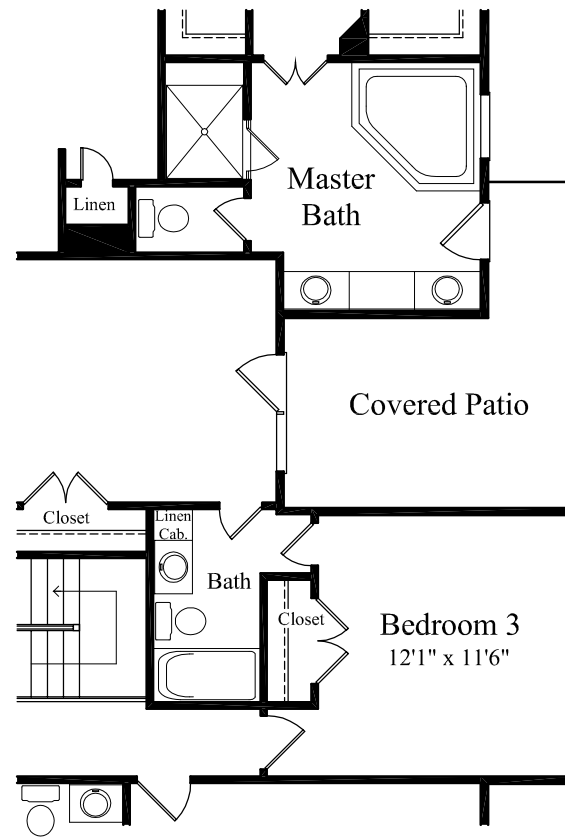 Master
Bath
Linen
Covered Patio
Closet
Linen
Cab.
Bath
Closet
Bedroom 3
12'1" x 11'6"